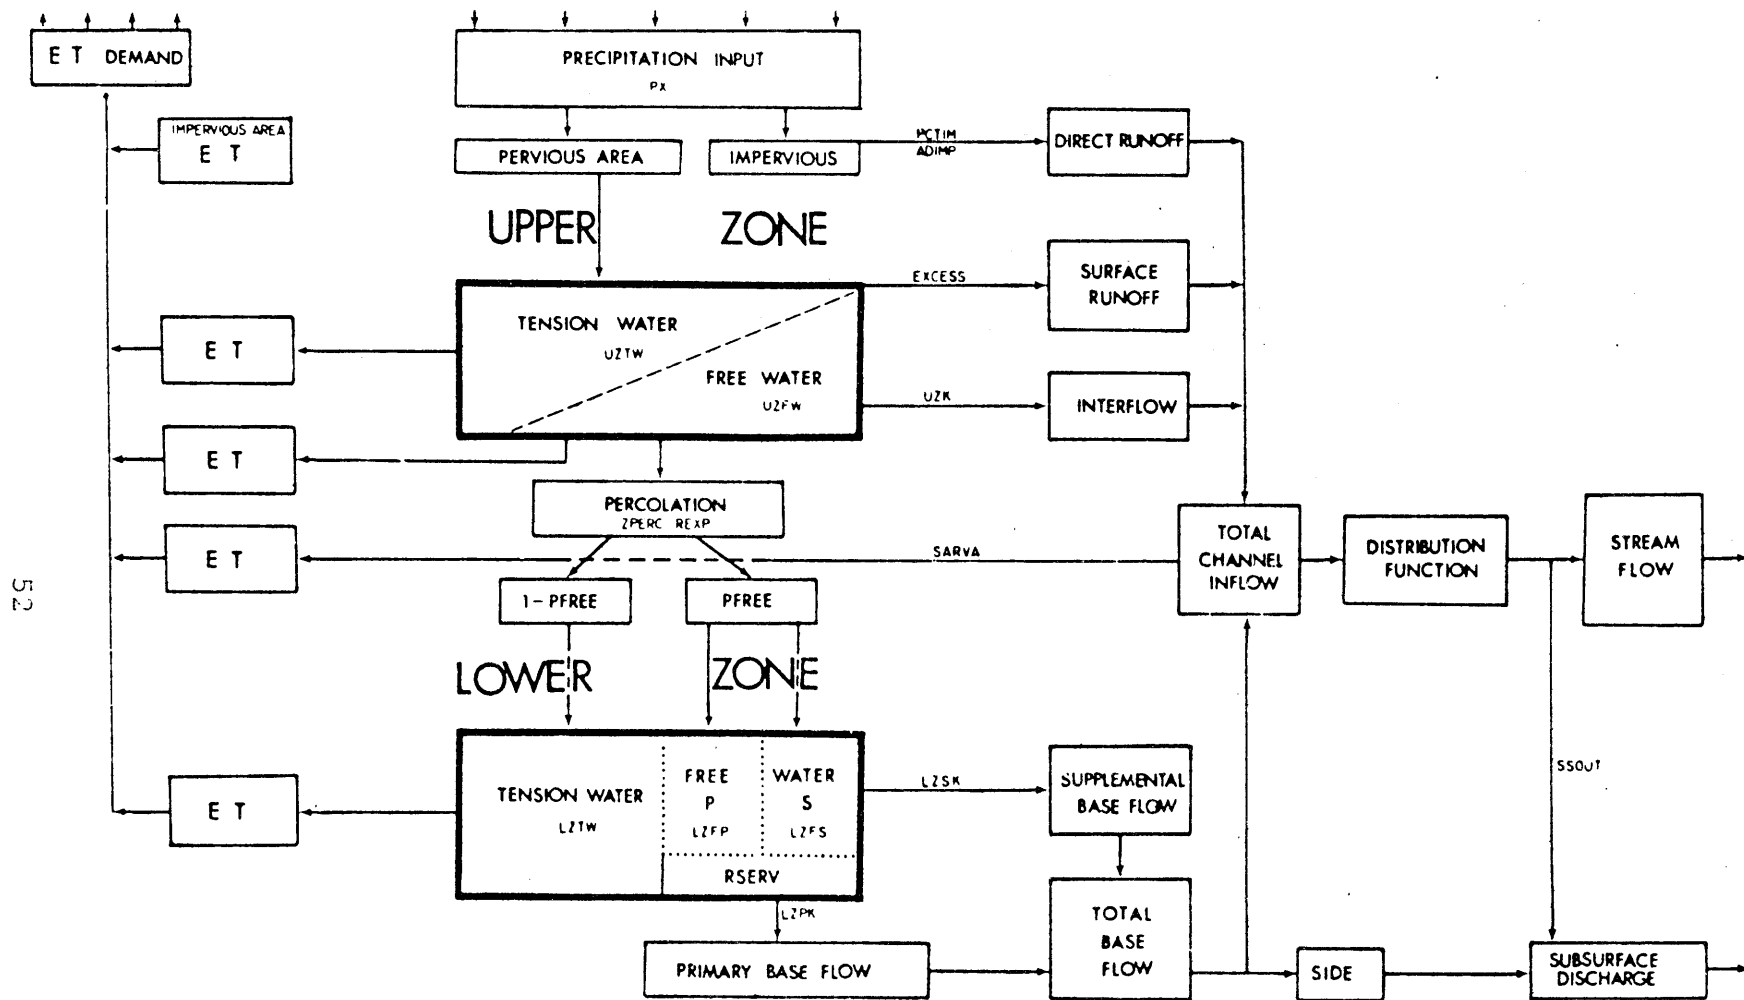 E T DEMAND
PRECIPITATION INPUT
PX
IMPERVIOUS AREA
E T
PERVIOUS AREA
IMPERVIOUS
PCTIM
ADIMP
DIRECT RUNOFF
UPPER ZONE
EXCESS
SURFACE
RUNOFF
TENSION WATER
UZTW
E T
FREE WATER
UZFW
UZK
INTERFLOW
E T
PERCOLATION
ZPERC REXP
E T
SARVA
TOTAL
CHANNEL
INFLOW
DISTRIBUTION
FUNCTION
STREAM
FLOW
52
1-PFREE
PFREE
LOWER ZONE
SSOUT
E T
TENSION WATER
LZTW
FREE
P
LZFP
WATER
S
LZFS
RSERV
LZSK
SUPPLEMENTAL
BASE FLOW
LZPK
PRIMARY BASE FLOW
TOTAL
BASE
FLOW
SIDE
SUBSURFACE
DISCHARGE